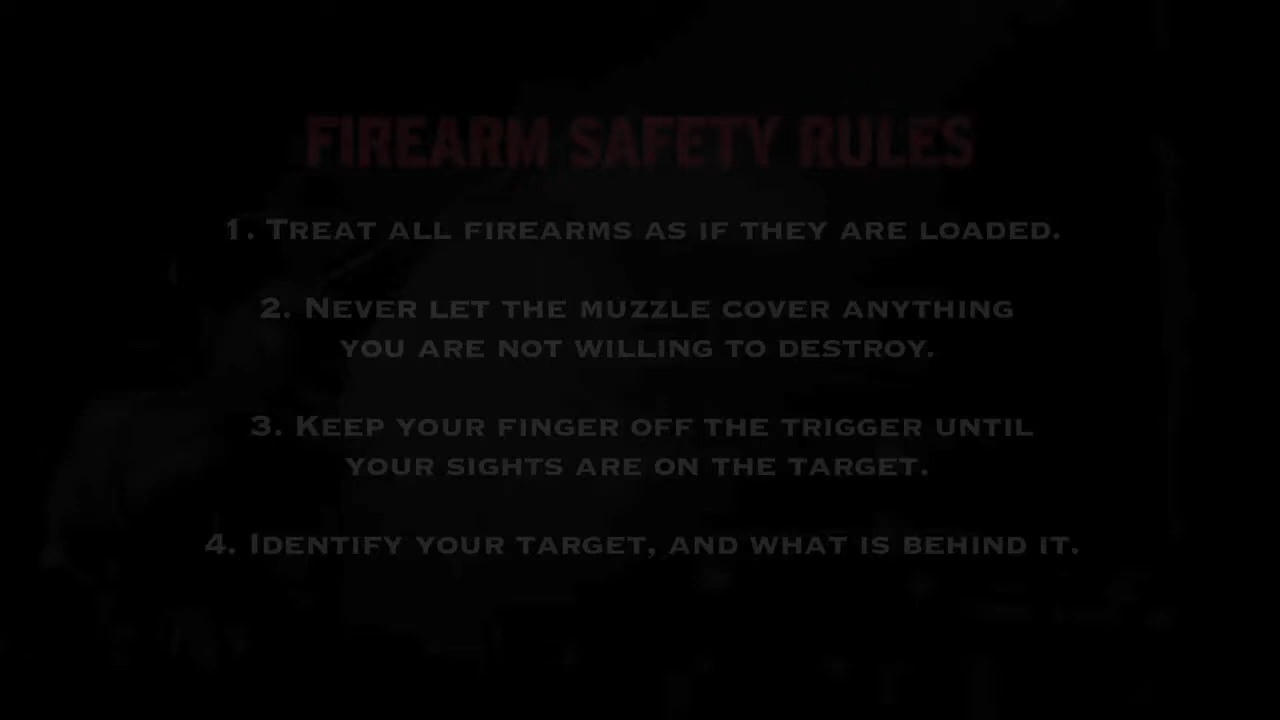 FIREARM SAFETY RULES
1. Treat all firearms as if they are loaded.
2. Never let the muzzle cover anything
you are not willing to destroy.
3. Keep your finger off the trigger until
your sights are on the target.
4. Identify your target, and what is behind it.